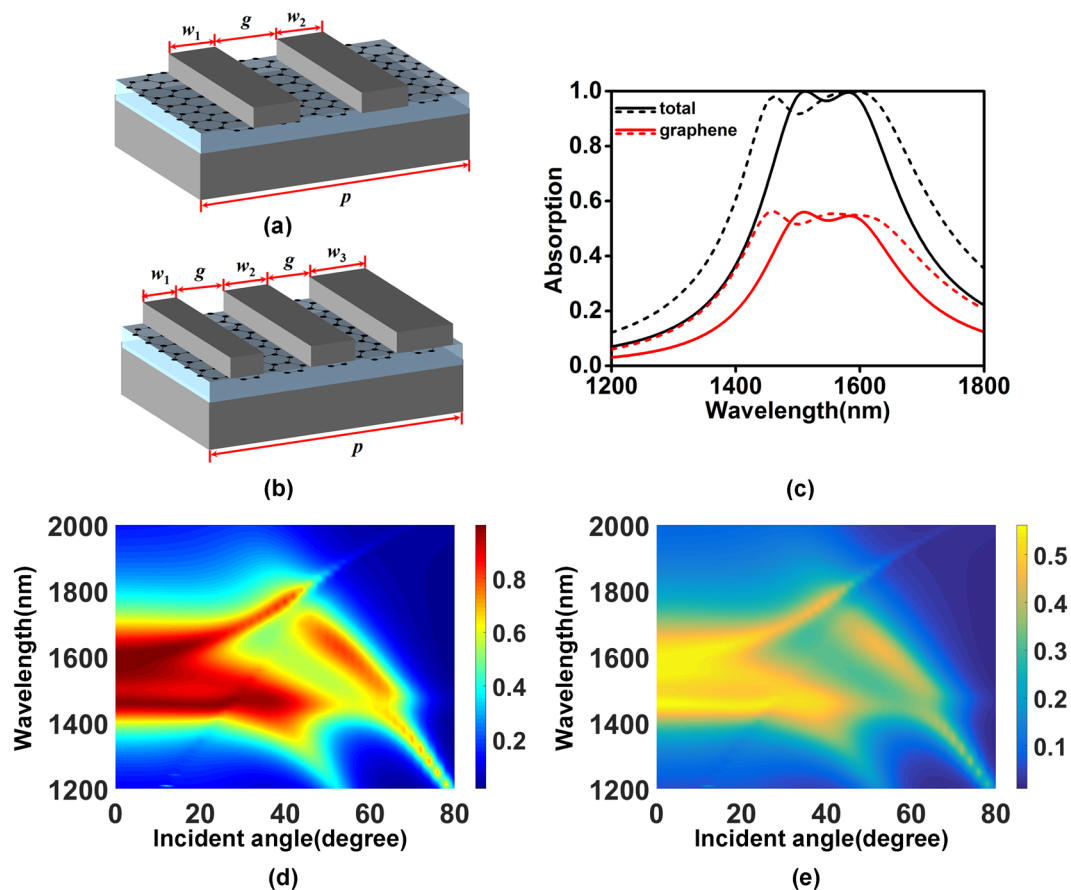 w1 g w2
p
(a)
w1 g w2 g w3
p
(b)
1.0
0.8
0.6
0.4
0.2
0.0
Absorption
total
graphene
1200 1400 1600 1800
Wavelength(nm)
(c)
2000
1800
1600
1400
1200
Wavelength(nm)
0 20 40 60 80
Incident angle(degree)
0.8
0.6
0.4
0.2
(d)
2000
1800
1600
1400
1200
Wavelength(nm)
0 20 40 60 80
Incident angle(degree)
0.5
0.4
0.3
0.2
0.1
(e)